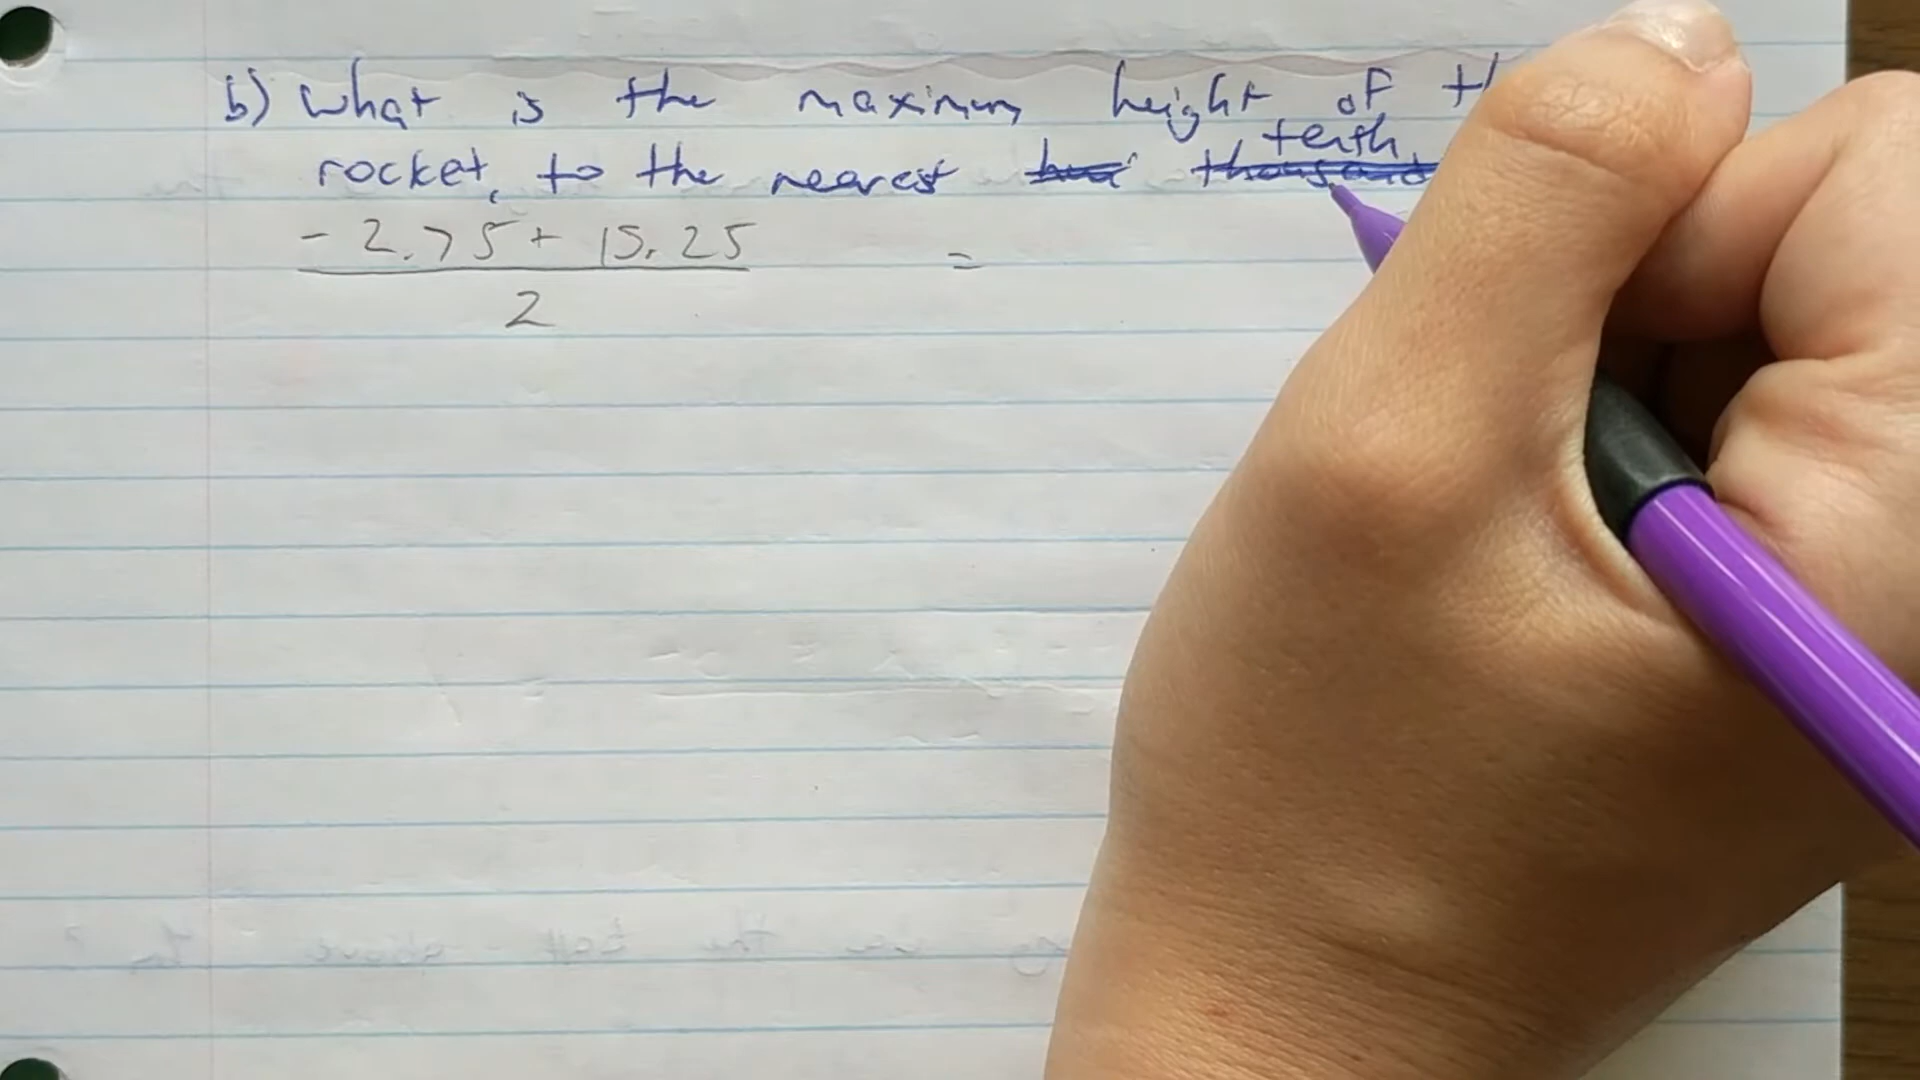 b) What is the maximum height of th
tenth
rocket, to the nearest
- 2.75 + 15.25 =
2